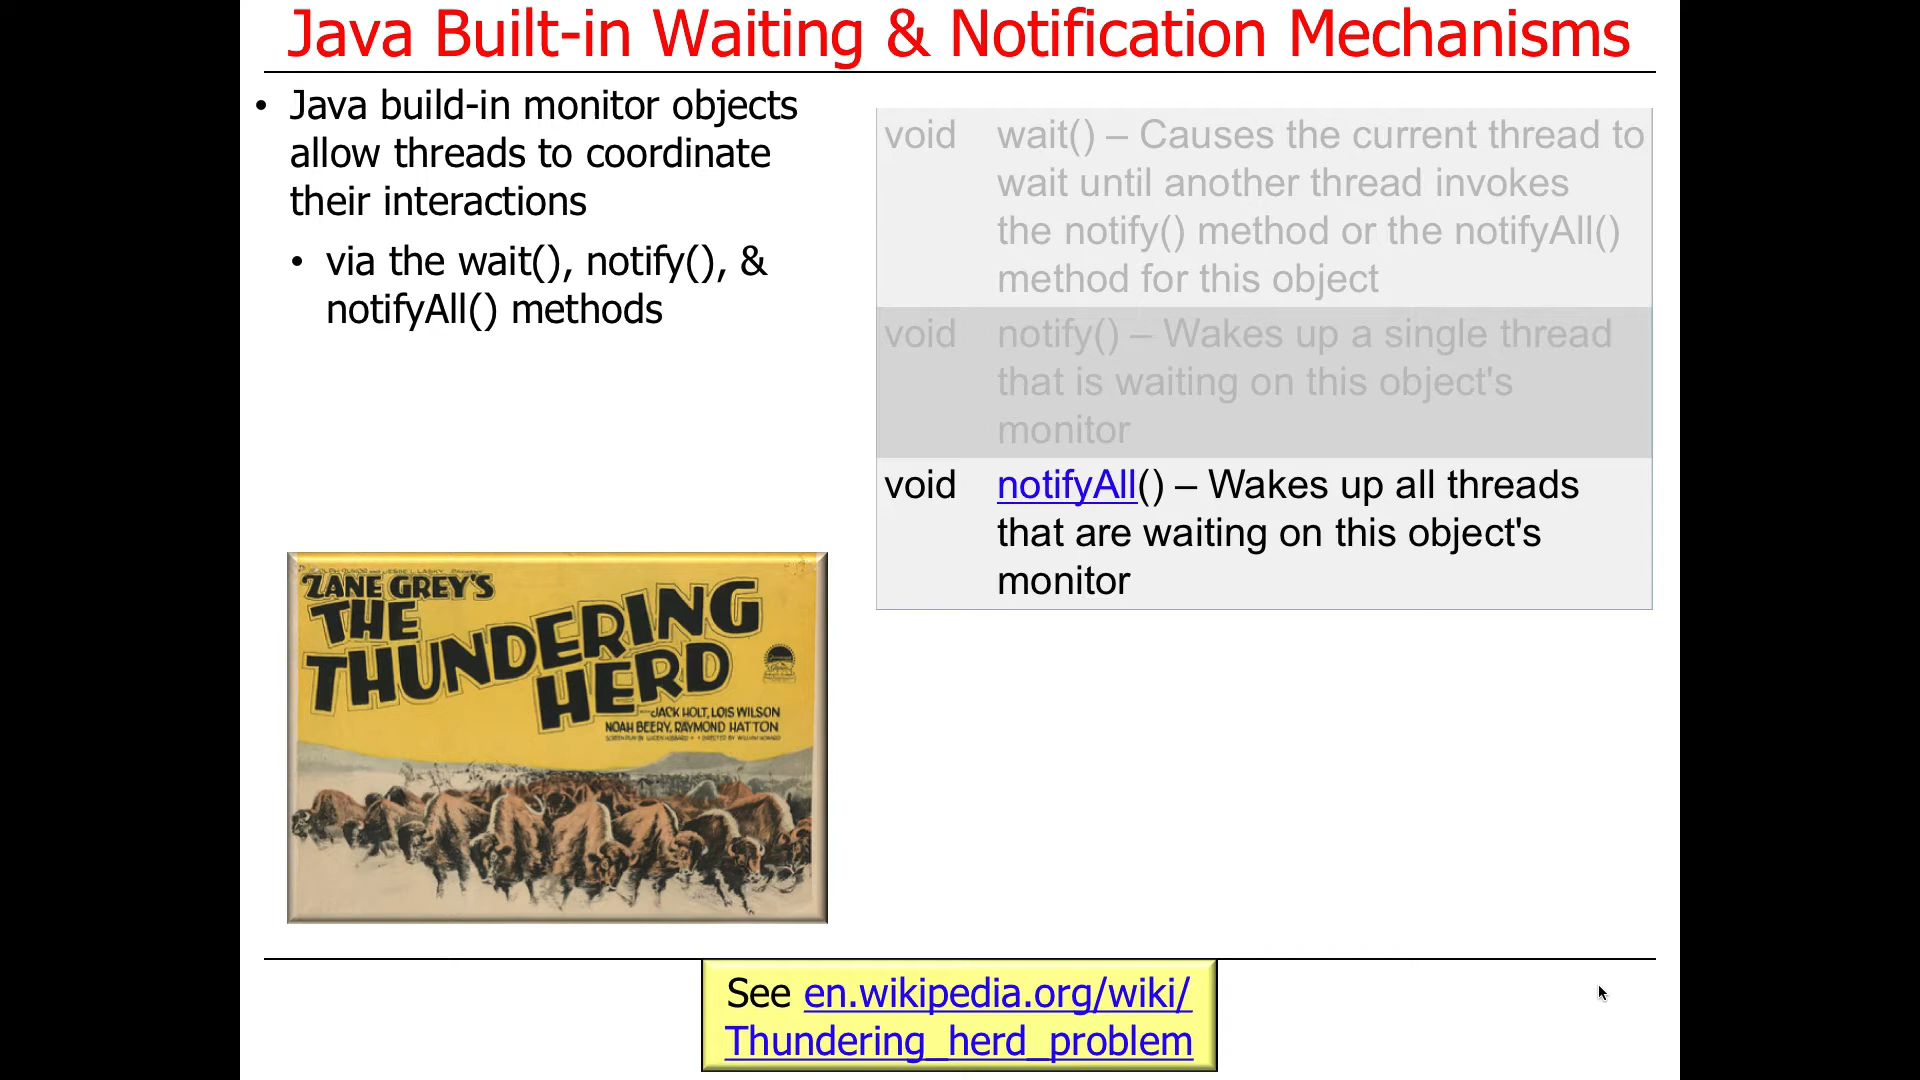 Java Built-in Waiting & Notification Mechanisms
• Java build-in monitor objects
allow threads to coordinate
their interactions
• via the wait(), notify(), &
notifyAll() methods
void wait() – Causes the current thread to
wait until another thread invokes
the notify() method or the notifyAll()
method for this object
void notify() – Wakes up a single thread
that is waiting on this object's
monitor
void notifyAll() – Wakes up all threads
that are waiting on this object's
monitor
ZANE GREY'S
THE
THUNDERING
HERD
JACK HOLT, LOIS WILSON
NOAH BEERY, RAYMOND HATTON
See en.wikipedia.org/wiki/
Thundering_herd_problem